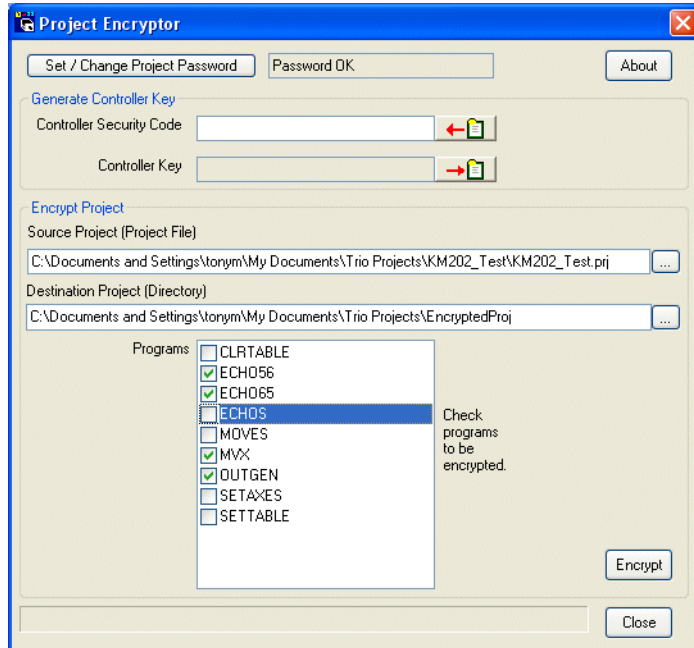 Project Encryptor
Set / Change Project Password
Password OK
About
Generate Controller Key
Controller Security Code
Controller Key
Encrypt Project
Source Project (Project File)
C:\Documents and Settings\tonym\My Documents\Trio Projects\KM202_Test\KM202_Test.prj
...
Destination Project (Directory)
C:\Documents and Settings\tonym\My Documents\Trio Projects\EncryptedProj
...
Programs
CLRTABLE
ECHO56
ECHO65
ECHOS
MOVES
MVX
OUTGEN
SETAXES
SETTABLE
Check
programs
to be
encrypted.
Encrypt
Close